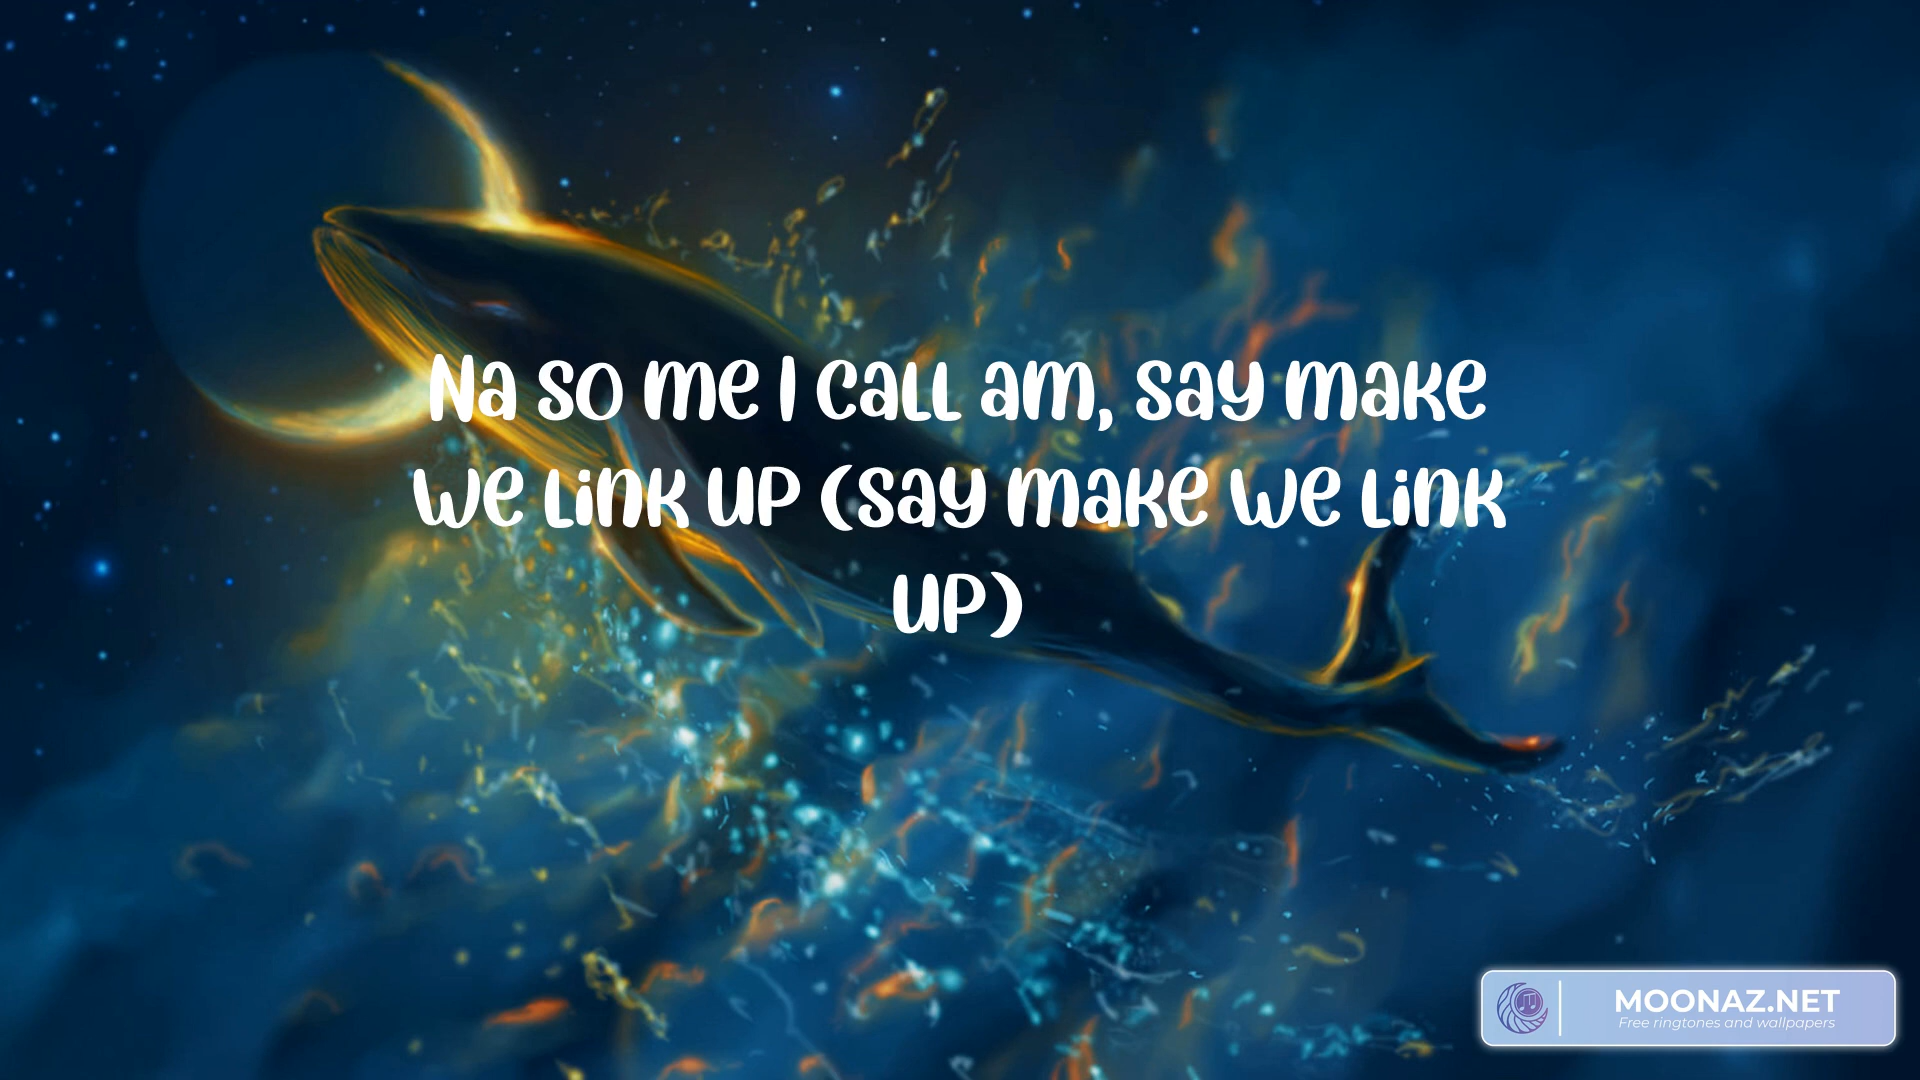 Na so me I call am, say make
we link up (say make we link
up)
MOONAZ.NET
Free ringtones and wallpapers